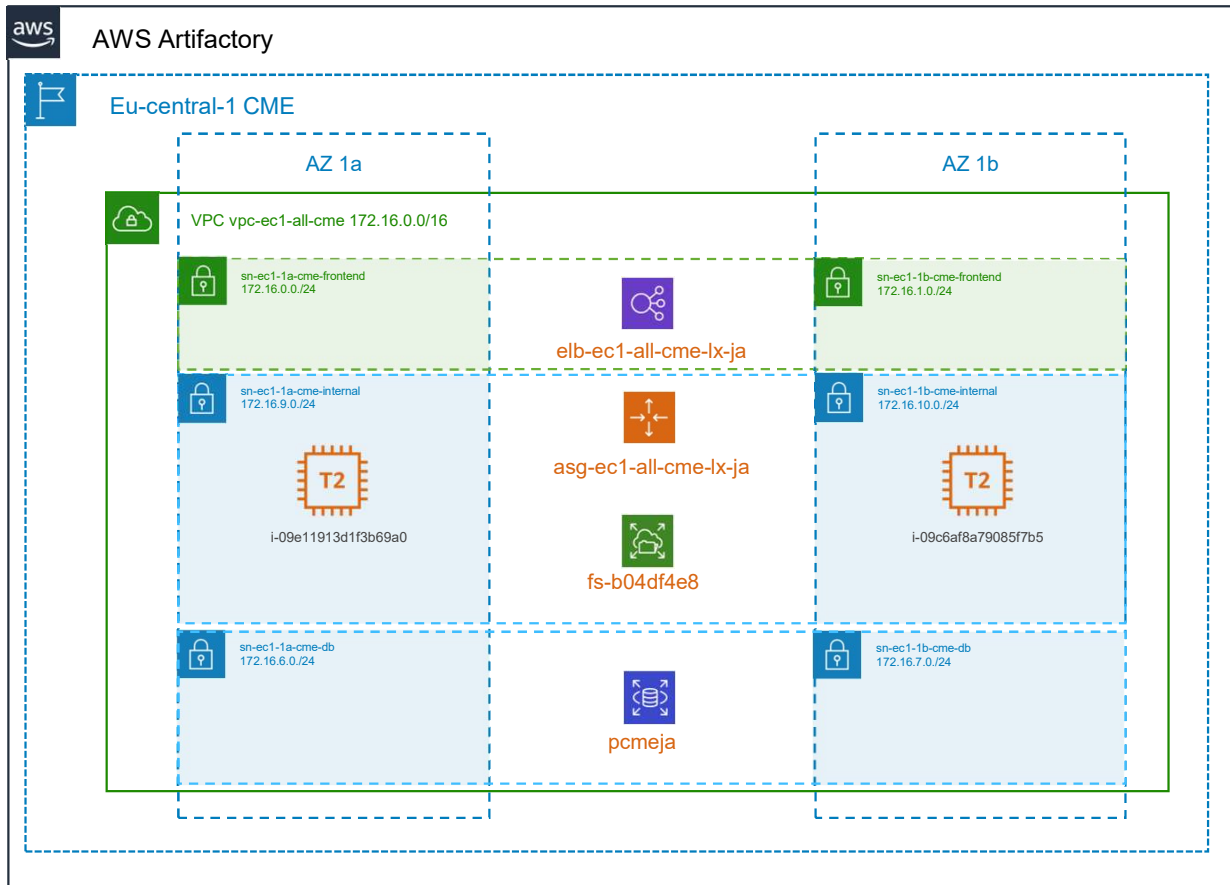 aws
AWS Artifactory
Eu-central-1 CME
AZ 1a
AZ 1b
VPC vpc-ec1-all-cme 172.16.0.0/16
sn-ec1-1a-cme-frontend
172.16.0.0./24
sn-ec1-1b-cme-frontend
172.16.1.0./24
elb-ec1-all-cme-lx-ja
sn-ec1-1a-cme-internal
172.16.9.0./24
sn-ec1-1b-cme-internal
172.16.10.0./24
asg-ec1-all-cme-lx-ja
T2
T2
i-09e11913d1f3b69a0
i-09c6af8a79085f7b5
fs-b04df4e8
sn-ec1-1a-cme-db
172.16.6.0./24
sn-ec1-1b-cme-db
172.16.7.0./24
pcmeja